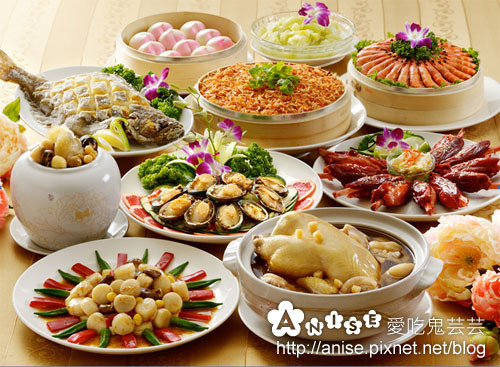 Anise 愛吃鬼芸芸
http://anise.pixnet.net/blog